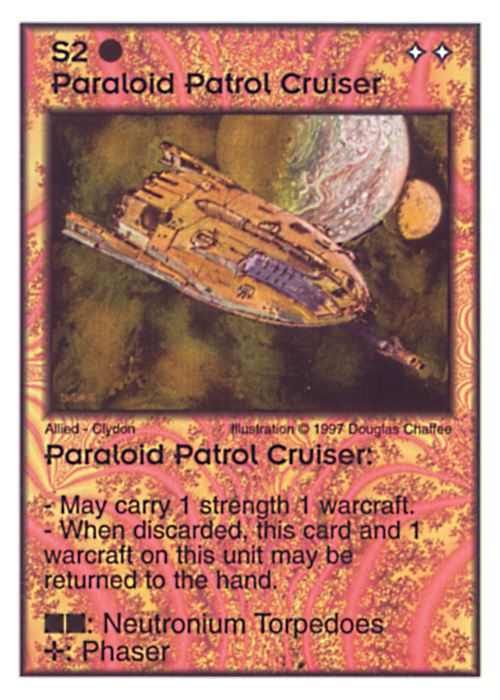 S2
Paraloid Patrol Cruiser
Allied - Clydon
Illustration © 1997 Douglas Chaffee
Paraloid Patrol Cruiser:
- May carry 1 strength 1 warcraft.
- When discarded, this card and 1
warcraft on this unit may be
returned to the hand.
: Neutronium Torpedoes
: Phaser